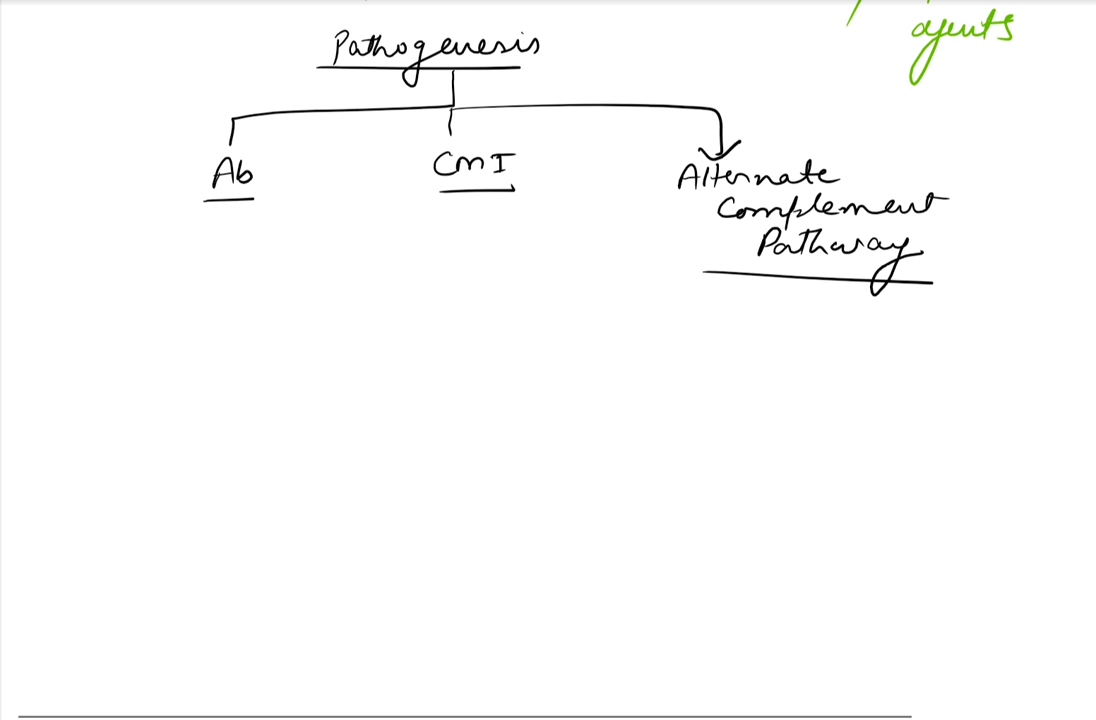 agents
Pathogenesis
Ab
CMI
Alternate
Complement
Pathway